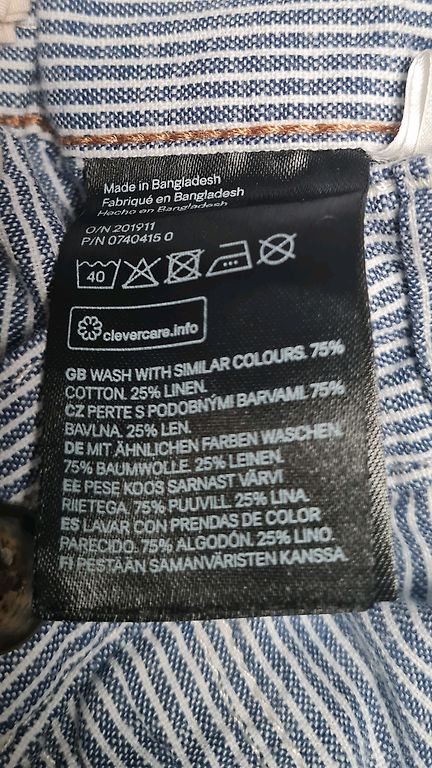 Made in Bangladesh
Fabriqué en Bangladesh
Hecho en Bangladesh
O/N 201911
P/N 0740415 0
40
clevercare.info
GB WASH WITH SIMILAR COLOURS. 75%
COTTON. 25% LINEN.
CZ PERTE S PODOBNÝMI BARVAMI. 75%
BAVLNA. 25% LEN.
DE MIT ÄHNLICHEN FARBEN WASCHEN.
75% BAUMWOLLE. 25% LEINEN.
EE PESE KOOS SARNAST VÄRVI
RIIETEGA. 75% PUUVILL. 25% LINA.
ES LAVAR CON PRENDAS DE COLOR
PARECIDO. 75% ALGODÓN. 25% LINO.
FI PESTÄÄN SAMANVÄRISTEN KANSSA.